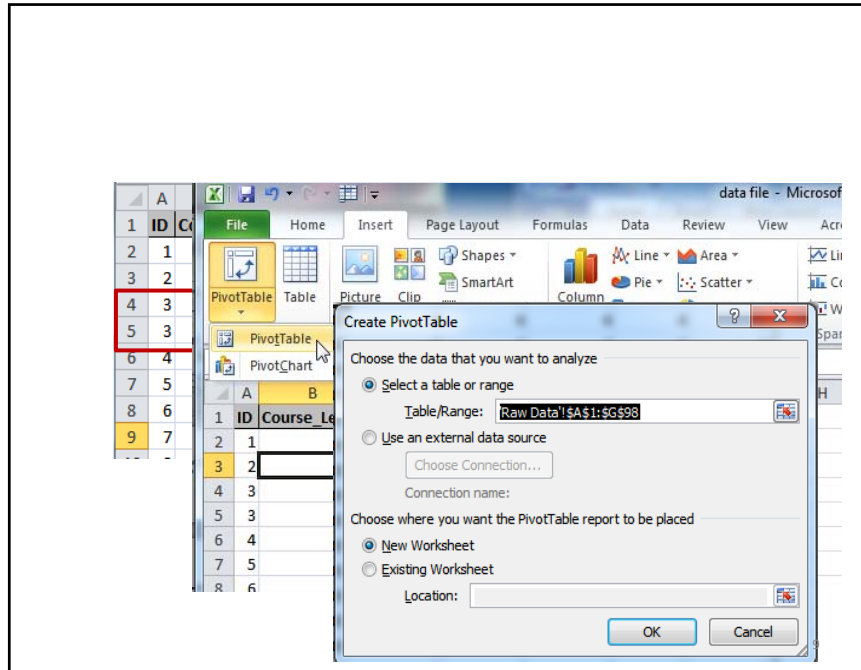 A
1 ID
2 1
3 2
4 3
5 3
6 4
7 5
8 6
9 7
data file - Microsof
File Home Insert Page Layout Formulas Data Review View Acr
PivotTable Table Picture Clip Shapes SmartArt Column Line Pie Area Scatter Li
PivotTable
PivotChart
A B H
1 ID Course_Le
2 1
3 2
4 3
5 3
6 4
7 5
8 6
Create PivotTable
Choose the data that you want to analyze
Select a table or range
Table/Range: 'Raw Data'!$A$1:$G$98
Use an external data source
Choose Connection...
Connection name:
Choose where you want the PivotTable report to be placed
New Worksheet
Existing Worksheet
Location:
OK Cancel
9